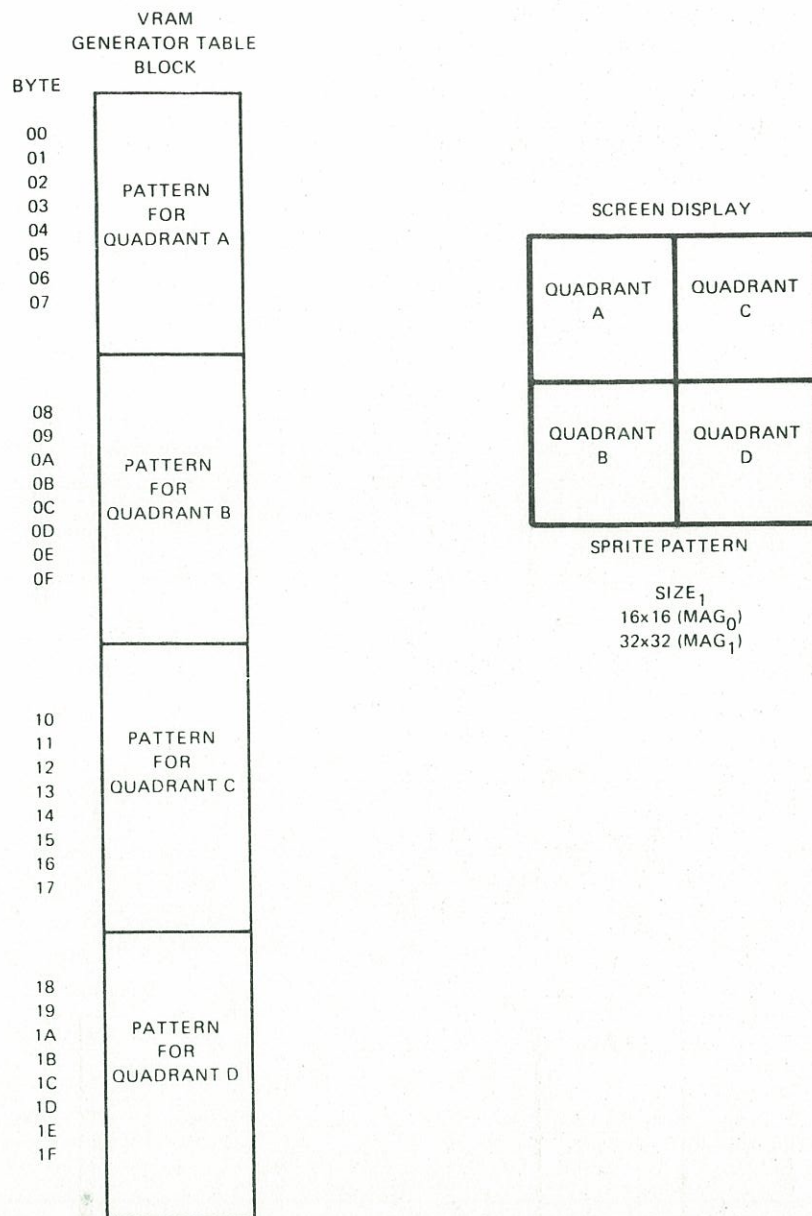 VRAM
GENERATOR TABLE
BLOCK
BYTE
00
01
02
03
04
05
06
07
PATTERN
FOR
QUADRANT A
08
09
0A
0B
0C
0D
0E
0F
PATTERN
FOR
QUADRANT B
10
11
12
13
14
15
16
17
PATTERN
FOR
QUADRANT C
18
19
1A
1B
1C
1D
1E
1F
PATTERN
FOR
QUADRANT D
SCREEN DISPLAY
QUADRANT
A
QUADRANT
C
QUADRANT
B
QUADRANT
D
SPRITE PATTERN
SIZE1
16x16 (MAG0)
32x32 (MAG1)